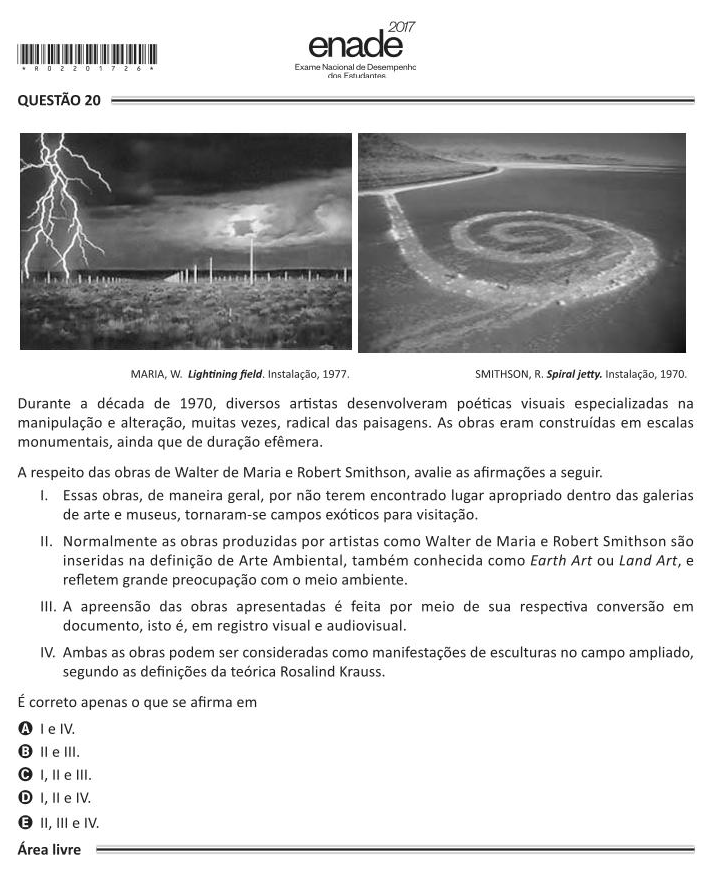 2017
enade
Exame Nacional de Desempenho
dos Estudantes
*R0220172​6*
QUESTÃO 20
MARIA, W. Lightining field. Instalação, 1977.
SMITHSON, R. Spiral jetty. Instalação, 1970.
Durante a década de 1970, diversos artistas desenvolveram poéticas visuais especializadas na
manipulação e alteração, muitas vezes, radical das paisagens. As obras eram construídas em escalas
monumentais, ainda que de duração efêmera.
A respeito das obras de Walter de Maria e Robert Smithson, avalie as afirmações a seguir.
I. Essas obras, de maneira geral, por não terem encontrado lugar apropriado dentro das galerias
de arte e museus, tornaram-se campos exóticos para visitação.
II. Normalmente as obras produzidas por artistas como Walter de Maria e Robert Smithson são
inseridas na definição de Arte Ambiental, também conhecida como Earth Art ou Land Art, e
refletem grande preocupação com o meio ambiente.
III. A apreensão das obras apresentadas é feita por meio de sua respectiva conversão em
documento, isto é, em registro visual e audiovisual.
IV. Ambas as obras podem ser consideradas como manifestações de esculturas no campo ampliado,
segundo as definições da teórica Rosalind Krauss.
É correto apenas o que se afirma em
A I e IV.
B II e III.
C I, II e III.
D I, II e IV.
E II, III e IV.
Área livre